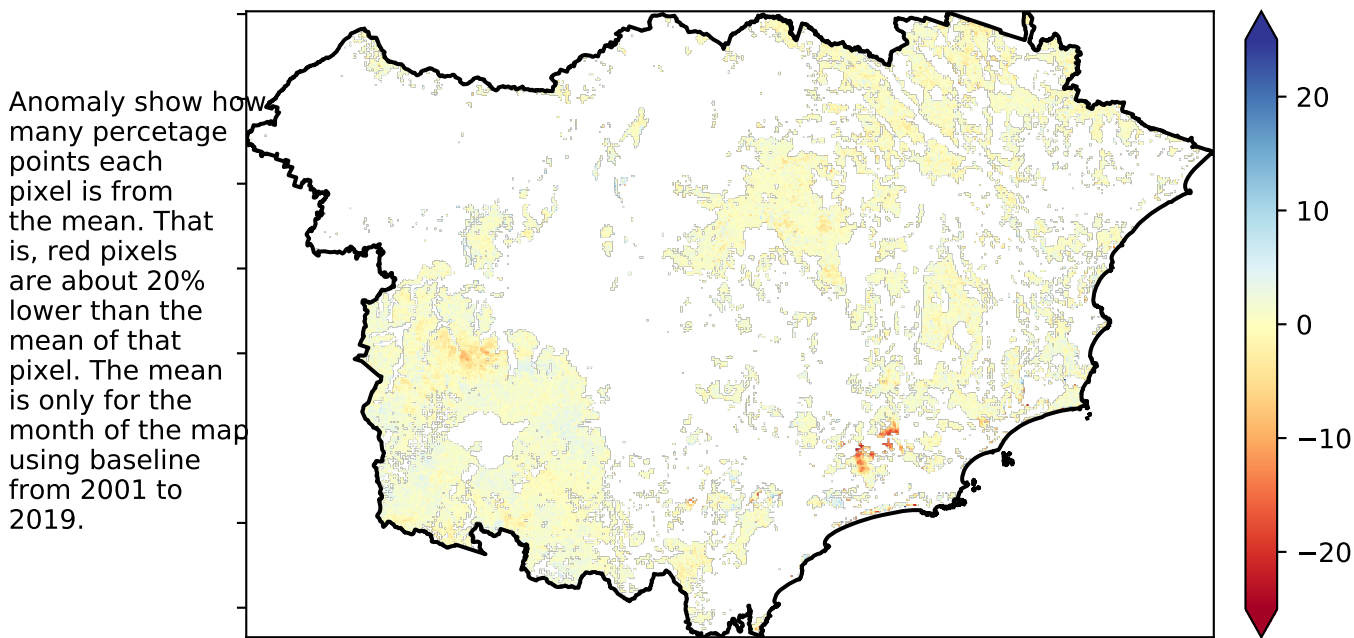 Anomaly show how
many percetage
points each
pixel is from
the mean. That
is, red pixels
are about 20%
lower than the
mean of that
pixel. The mean
is only for the
month of the map
using baseline
from 2001 to
2019.
20
10
0
−10
−20